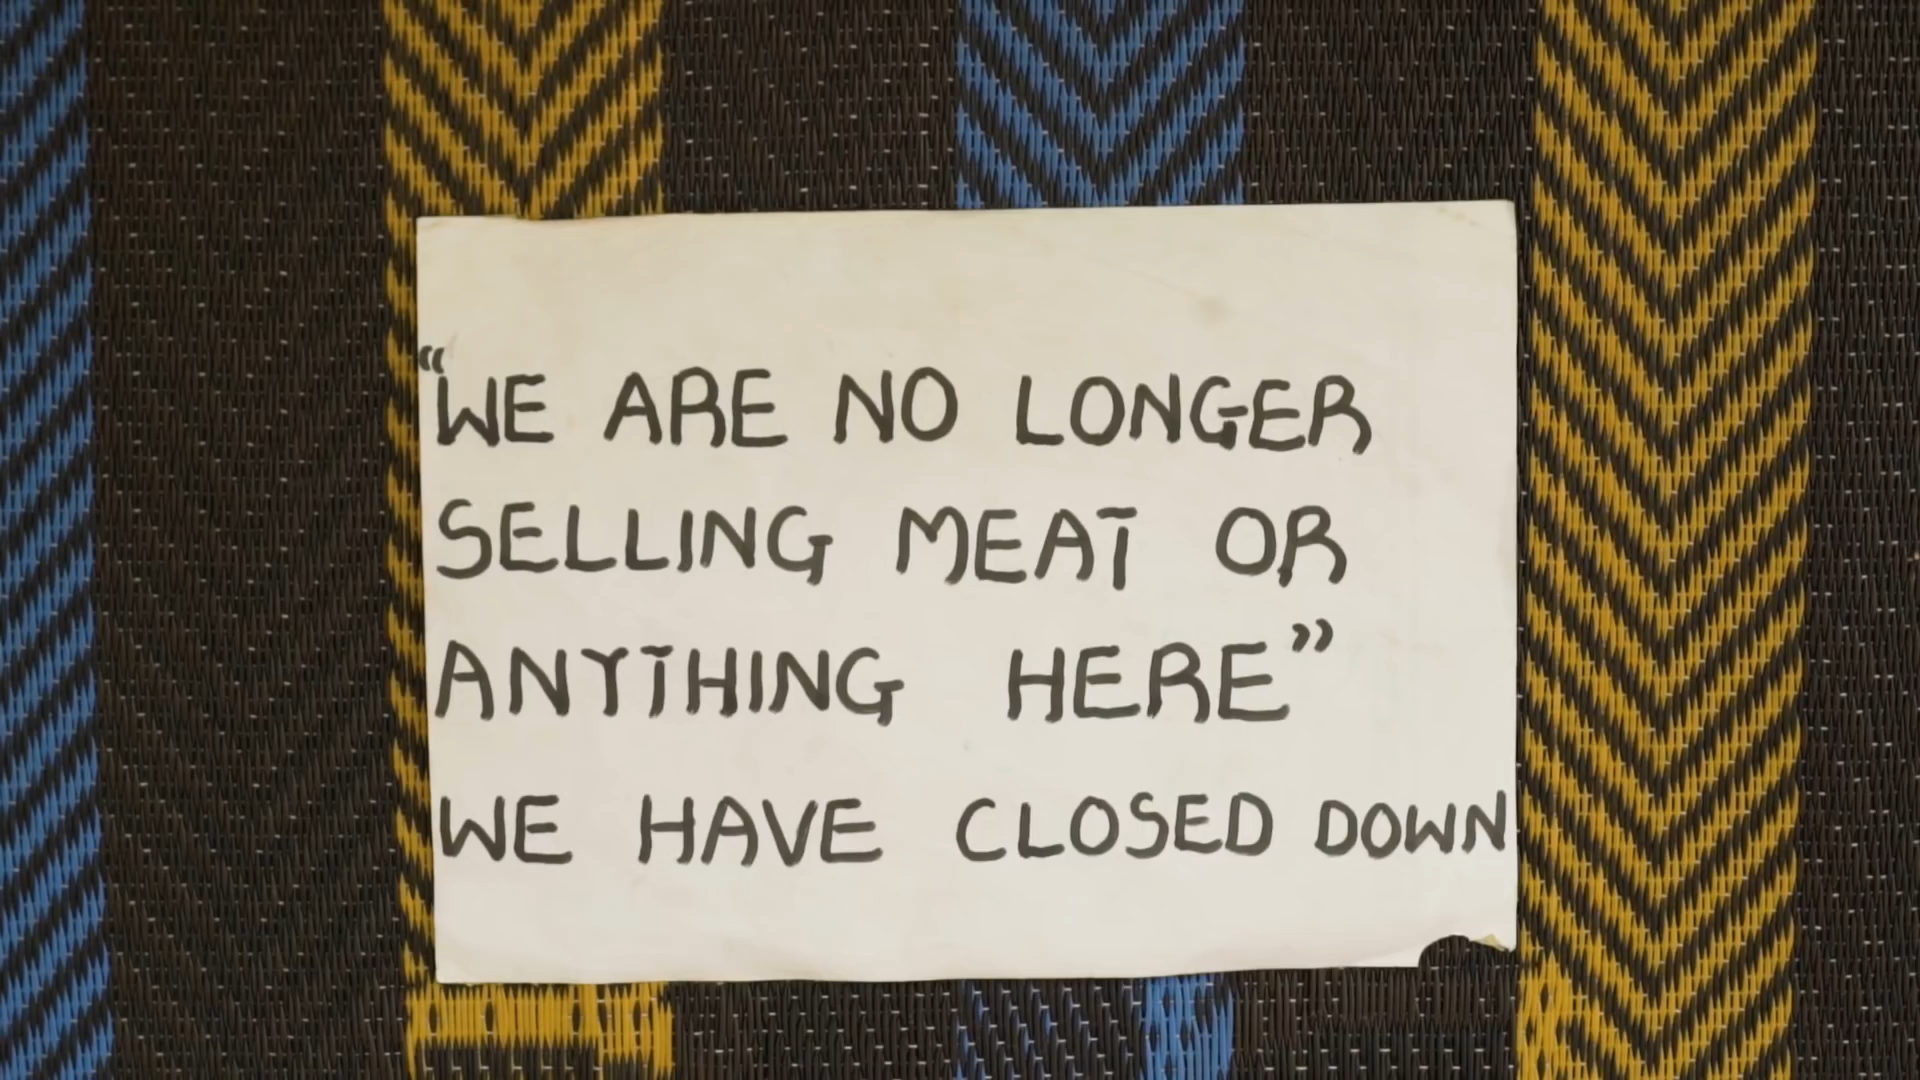 “WE ARE NO LONGER
SELLING MEAT OR
ANYTHING HERE”
WE HAVE CLOSED DOWN